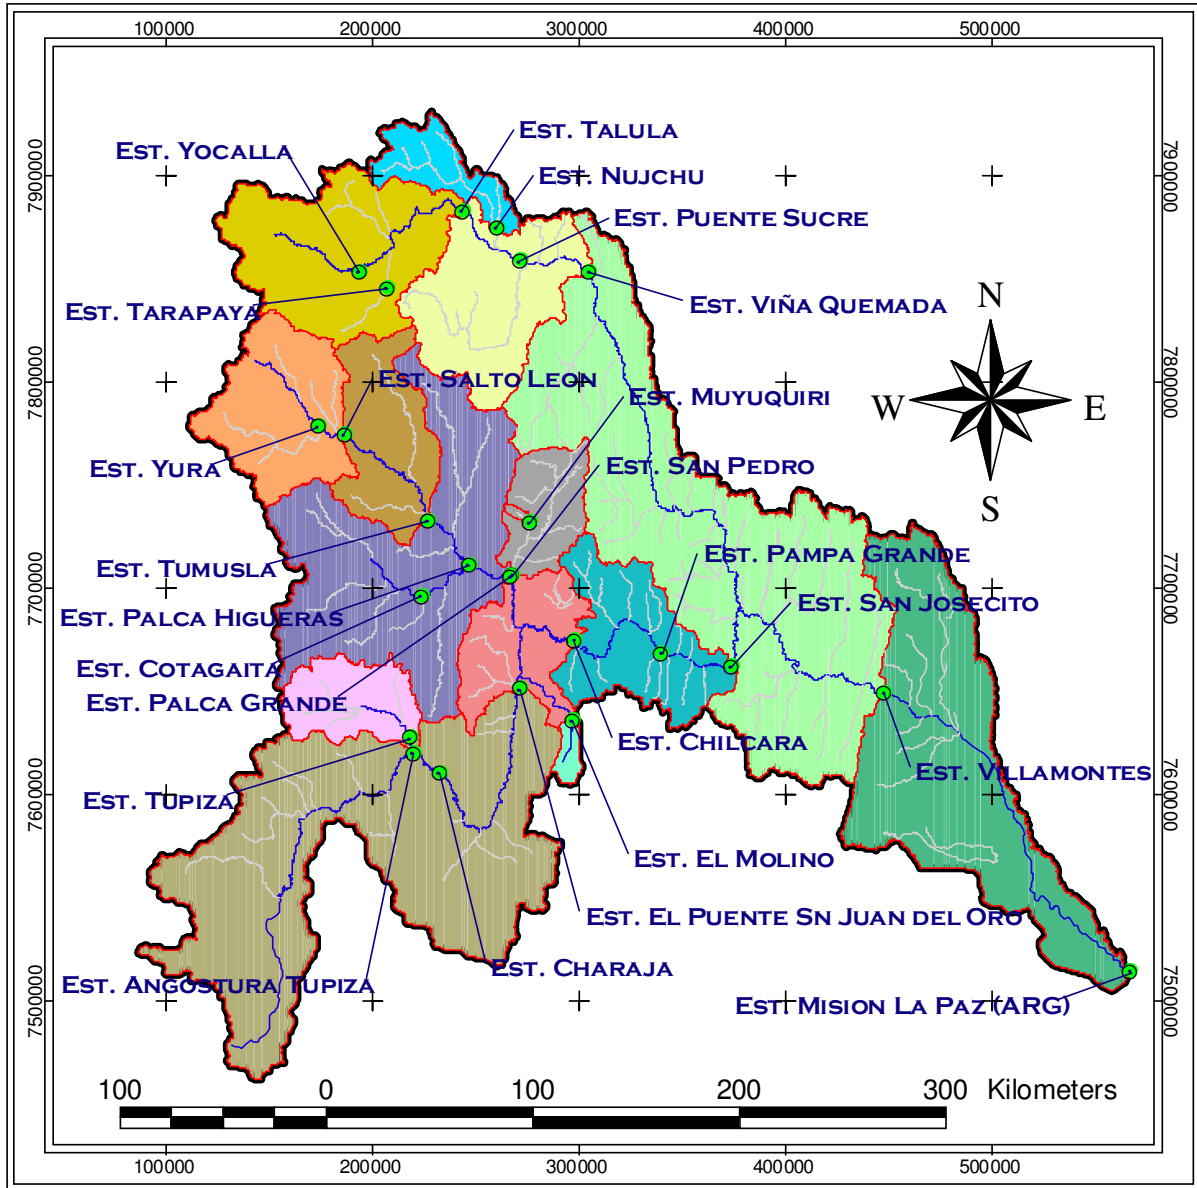 100000 200000 300000 400000 500000
7900000 7900000
7800000 7800000
7700000 7700000
7600000 7600000
7500000 7500000
EST. TALULA
EST. YOCALLA
EST. NUJCHU
EST. PUENTE SUCRE
EST. TARAPAYA
EST. VIÑA QUEMADA
N
W E
S
EST. SALTO LEON
EST. MUYUQUIRI
EST. YURA
EST. SAN PEDRO
EST. TUMUSLA
EST. PAMPA GRANDE
EST. PALCA HIGUERAS
EST. SAN JOSECITO
EST. COTAGAITA
EST. PALCA GRANDE
EST. CHILCARA
EST. VILLAMONTES
EST. TUPIZA
EST. EL MOLINO
EST. EL PUENTE SN JUAN DEL ORO
EST. CHARAJA
EST. ANGOSTURA TUPIZA
EST. MISION LA PAZ (ARG)
100 0 100 200 300 Kilometers
100000 200000 300000 400000 500000